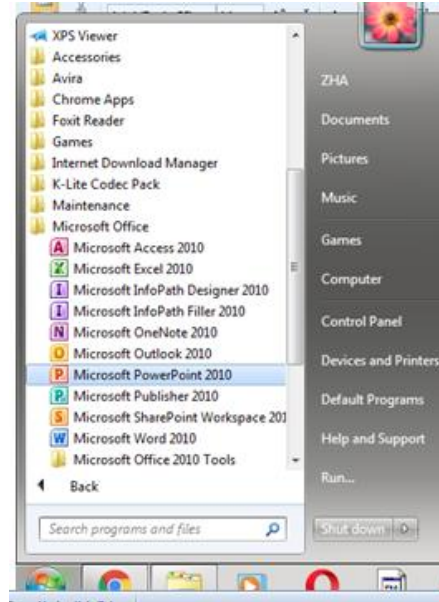 XPS Viewer
Accessories
Avira
Chrome Apps
Foxit Reader
Games
Internet Download Manager
K-Lite Codec Pack
Maintenance
Microsoft Office
Microsoft Access 2010
Microsoft Excel 2010
Microsoft InfoPath Designer 2010
Microsoft InfoPath Filler 2010
Microsoft OneNote 2010
Microsoft Outlook 2010
Microsoft PowerPoint 2010
Microsoft Publisher 2010
Microsoft SharePoint Workspace 201
Microsoft Word 2010
Microsoft Office 2010 Tools
Back
Search programs and files
ZHA
Documents
Pictures
Music
Games
Computer
Control Panel
Devices and Printers
Default Programs
Help and Support
Run...
Shut down